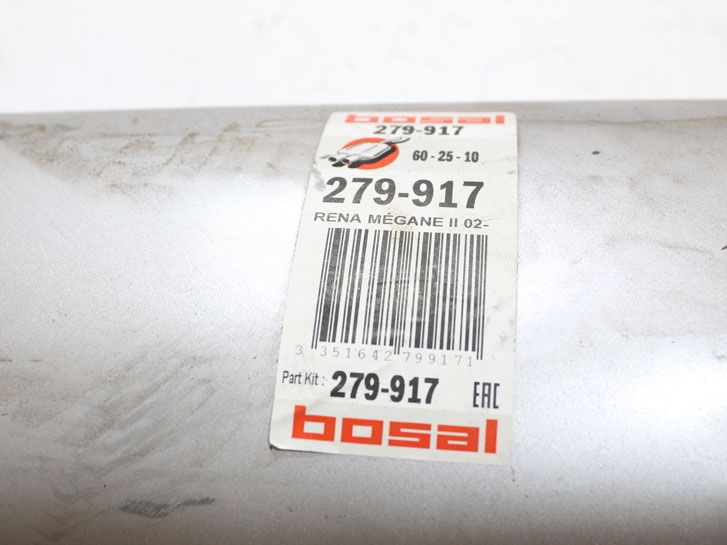 bosal
279-917
60 - 25 - 10
279-917
RENA MÉGANE II 02-
3 351642 799171
Part Kit : 279-917 EAC
bosal